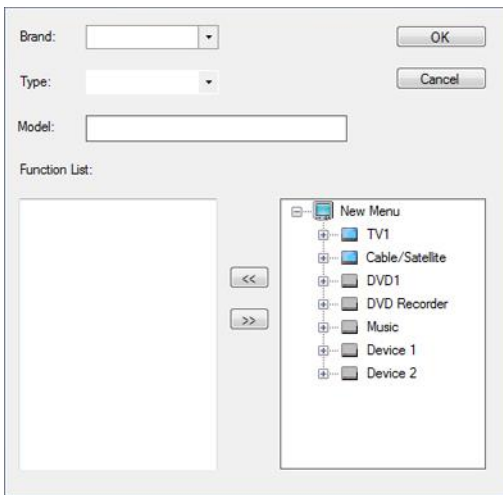 Brand:
OK
Type:
Cancel
Model:
Function List:
New Menu
TV1
Cable/Satellite
<<
DVD1
DVD Recorder
>>
Music
Device 1
Device 2